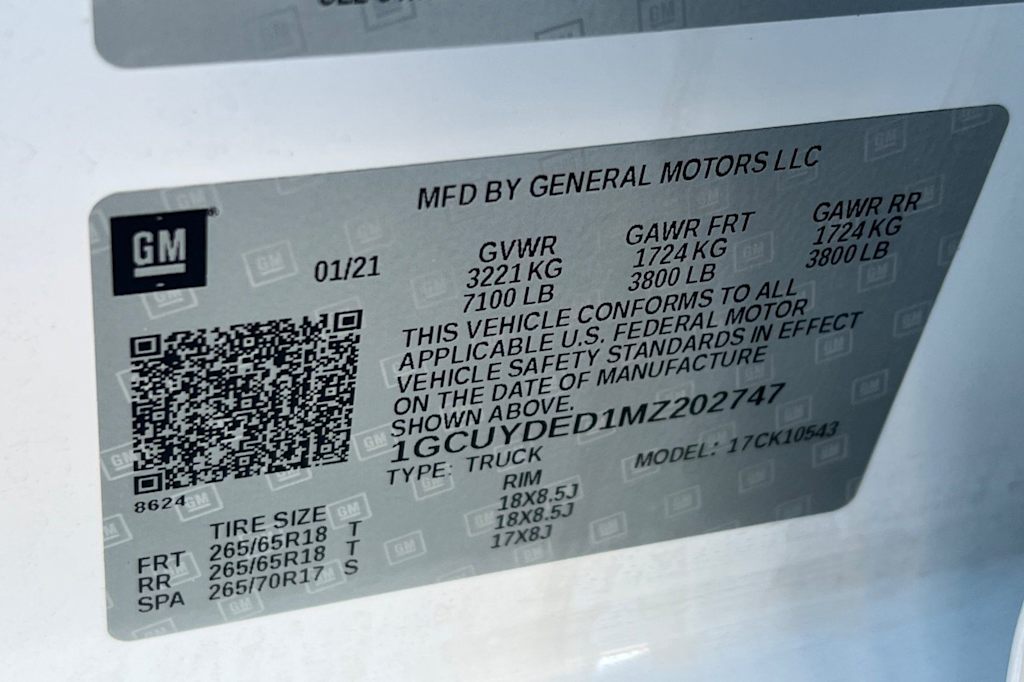 MFD BY GENERAL MOTORS LLC
GM
01/21
GVWR GAWR FRT GAWR RR
3221 KG 1724 KG 1724 KG
7100 LB 3800 LB 3800 LB
THIS VEHICLE CONFORMS TO ALL
APPLICABLE U.S. FEDERAL MOTOR
VEHICLE SAFETY STANDARDS IN EFFECT
ON THE DATE OF MANUFACTURE
SHOWN ABOVE.
1GCUYDED1MZ202747
TYPE: TRUCK MODEL: 17CK10543
8624
TIRE SIZE RIM
FRT 265/65R18 T 18X8.5J
RR 265/65R18 T 18X8.5J
SPA 265/70R17 S 17X8J